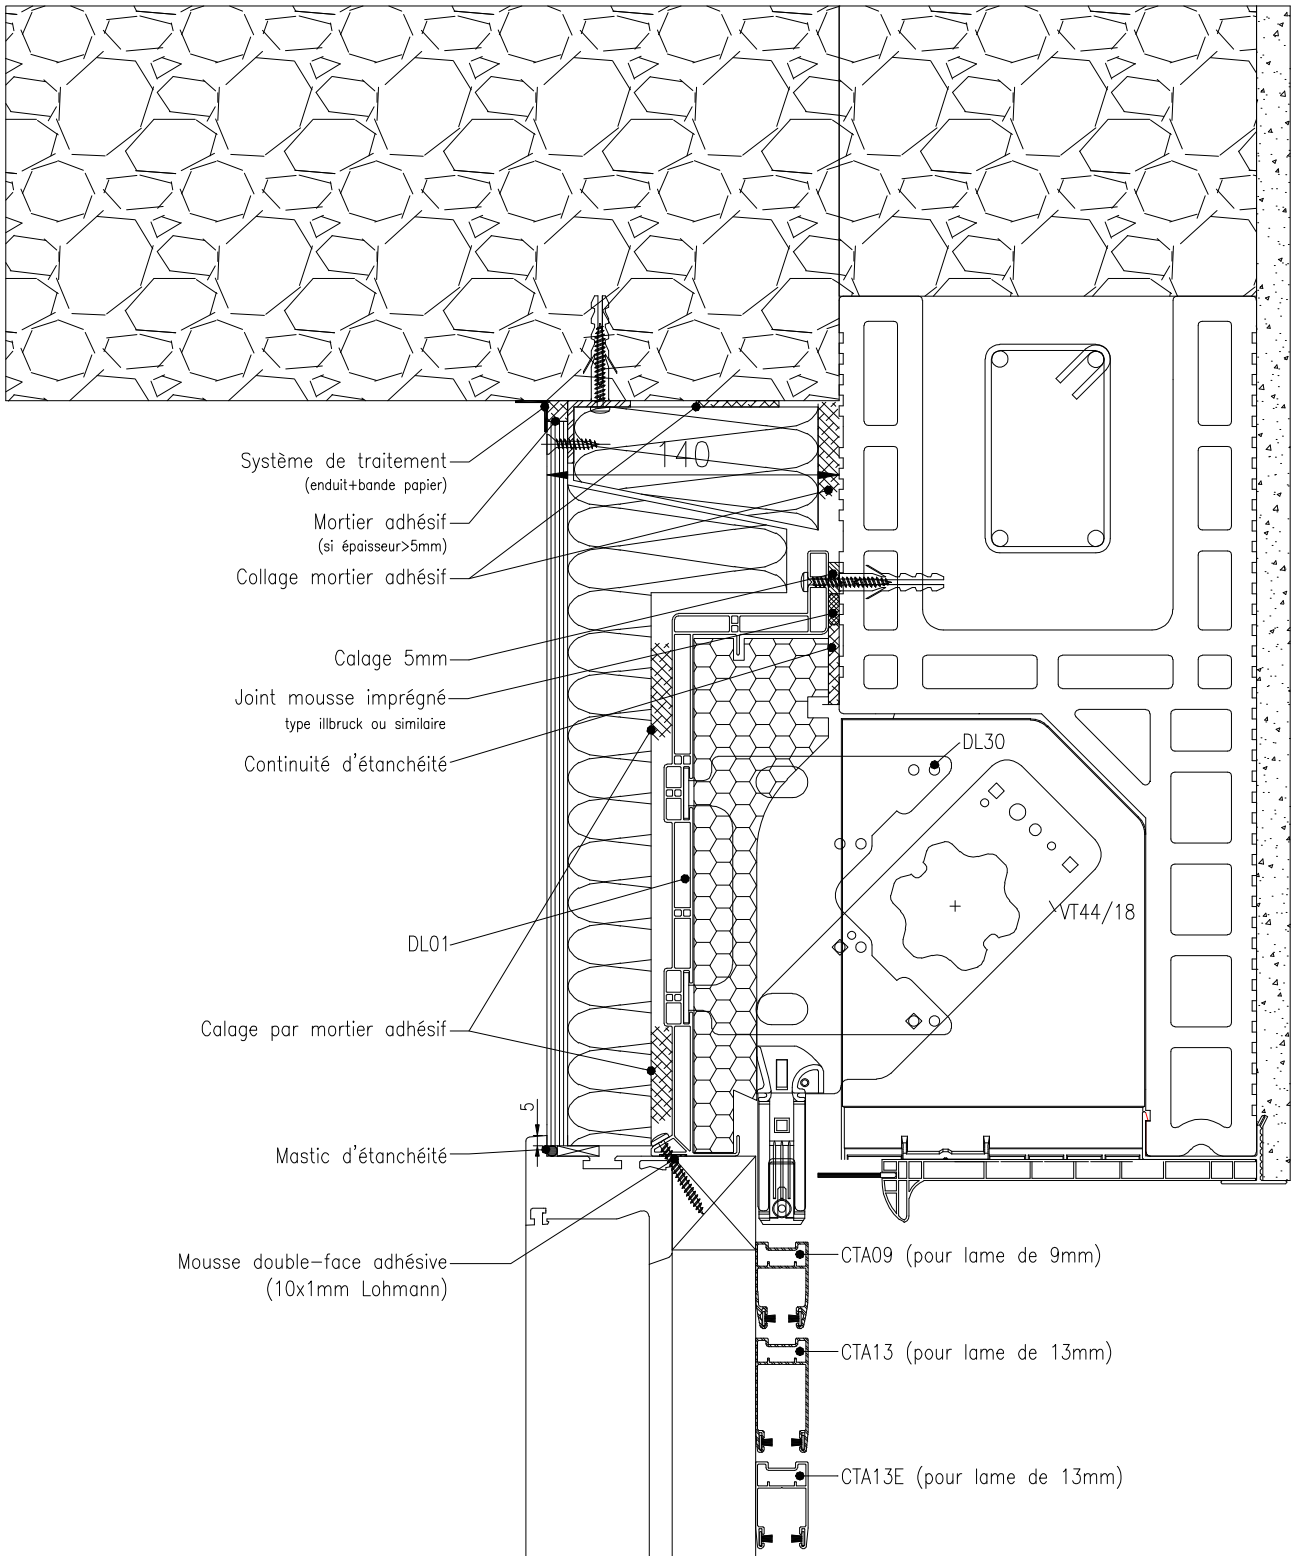 140
Système de traitement
(enduit+bande papier)
Mortier adhésif
(si épaisseur>5mm)
Collage mortier adhésif
Calage 5mm
Joint mousse imprégné
type illbruck ou similaire
Continuité d'étanchéité
DL30
VT44/18
DL01
Calage par mortier adhésif
5
Mastic d'étanchéité
Mousse double-face adhésive
(10x1mm Lohmann)
CTA09 (pour lame de 9mm)
CTA13 (pour lame de 13mm)
CTA13E (pour lame de 13mm)